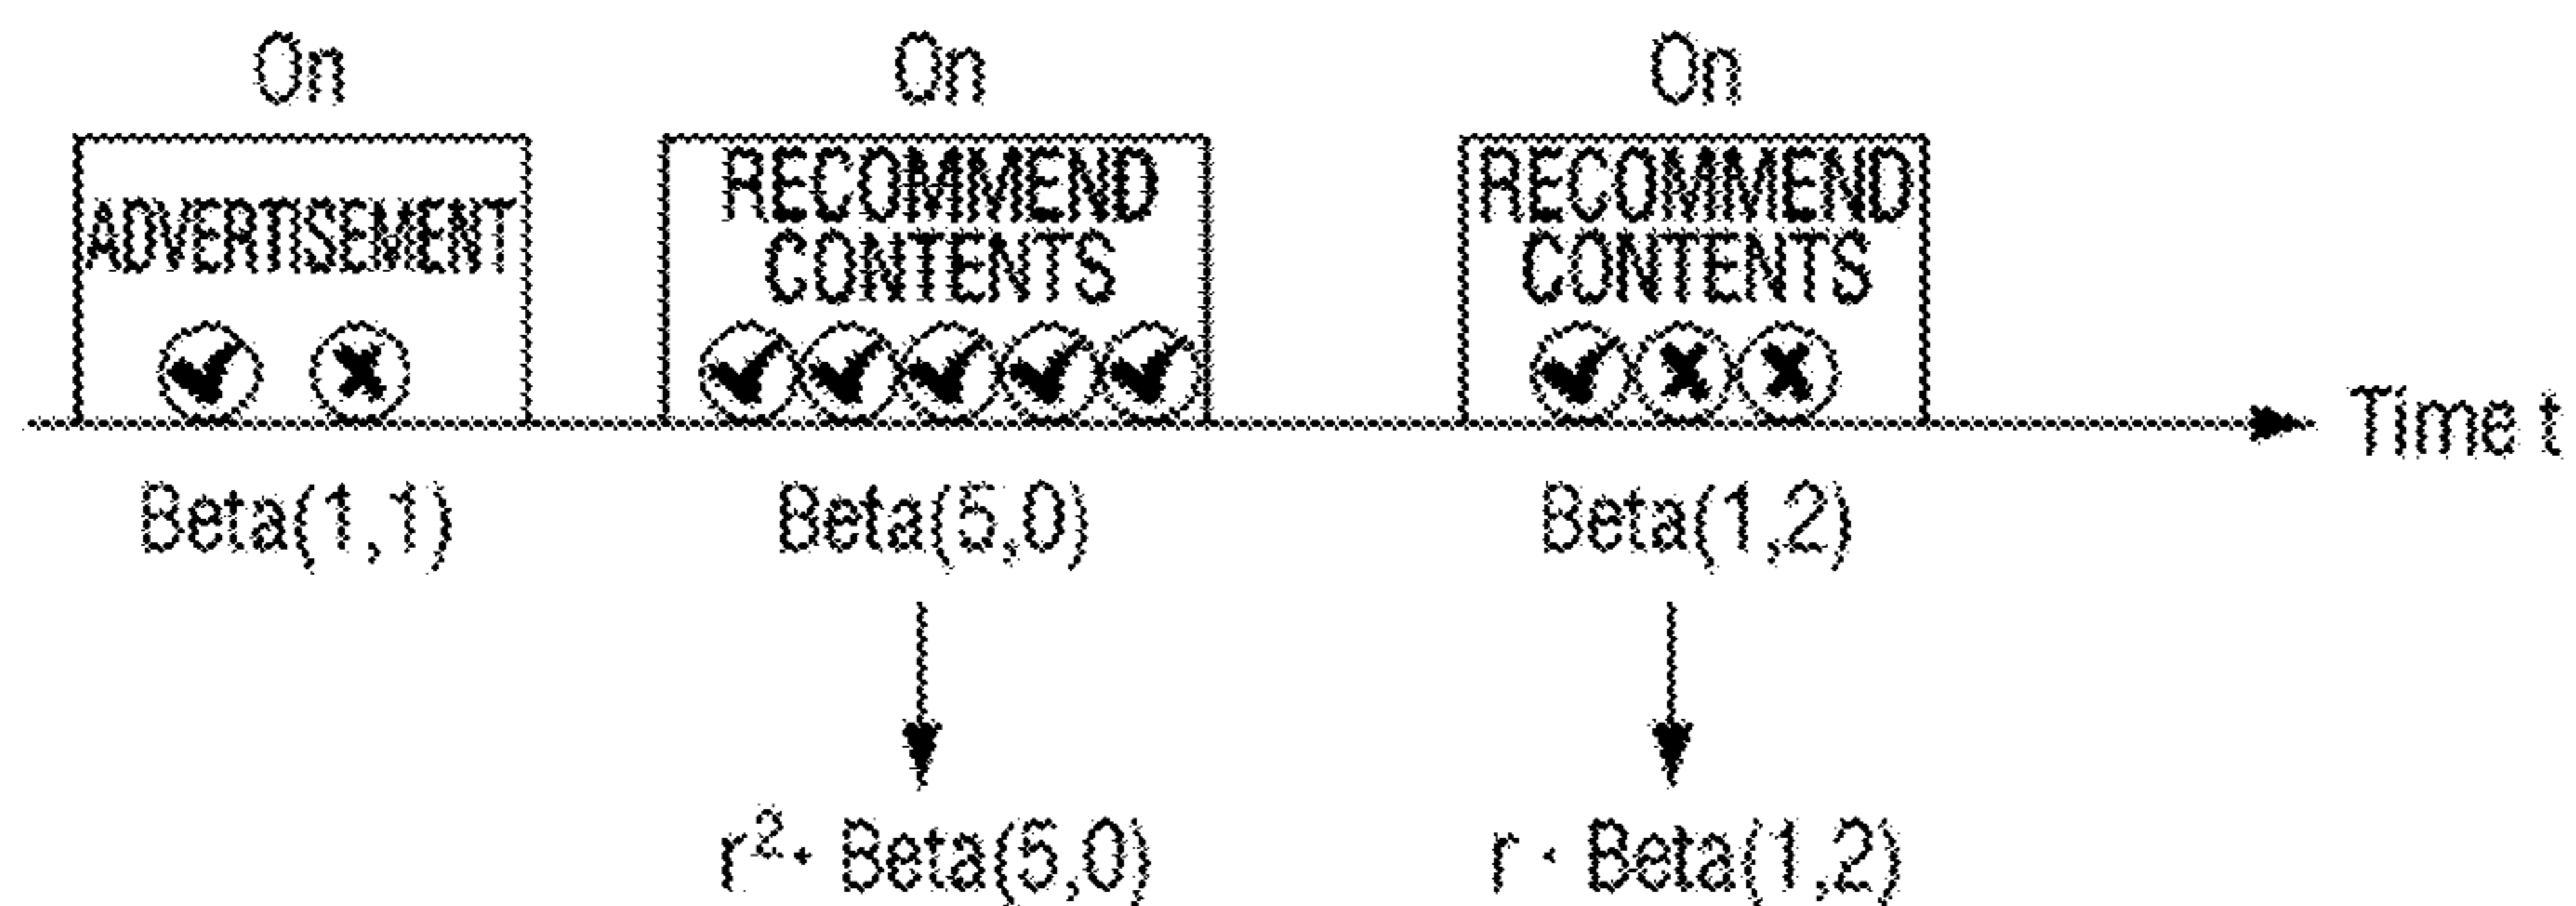 On
On
On
ADVERTISEMENT
RECOMMEND
CONTENTS
RECOMMEND
CONTENTS
Time t
Beta(1,1)
Beta(5,0)
Beta(1,2)
r²· Beta(5,0)
r · Beta(1,2)